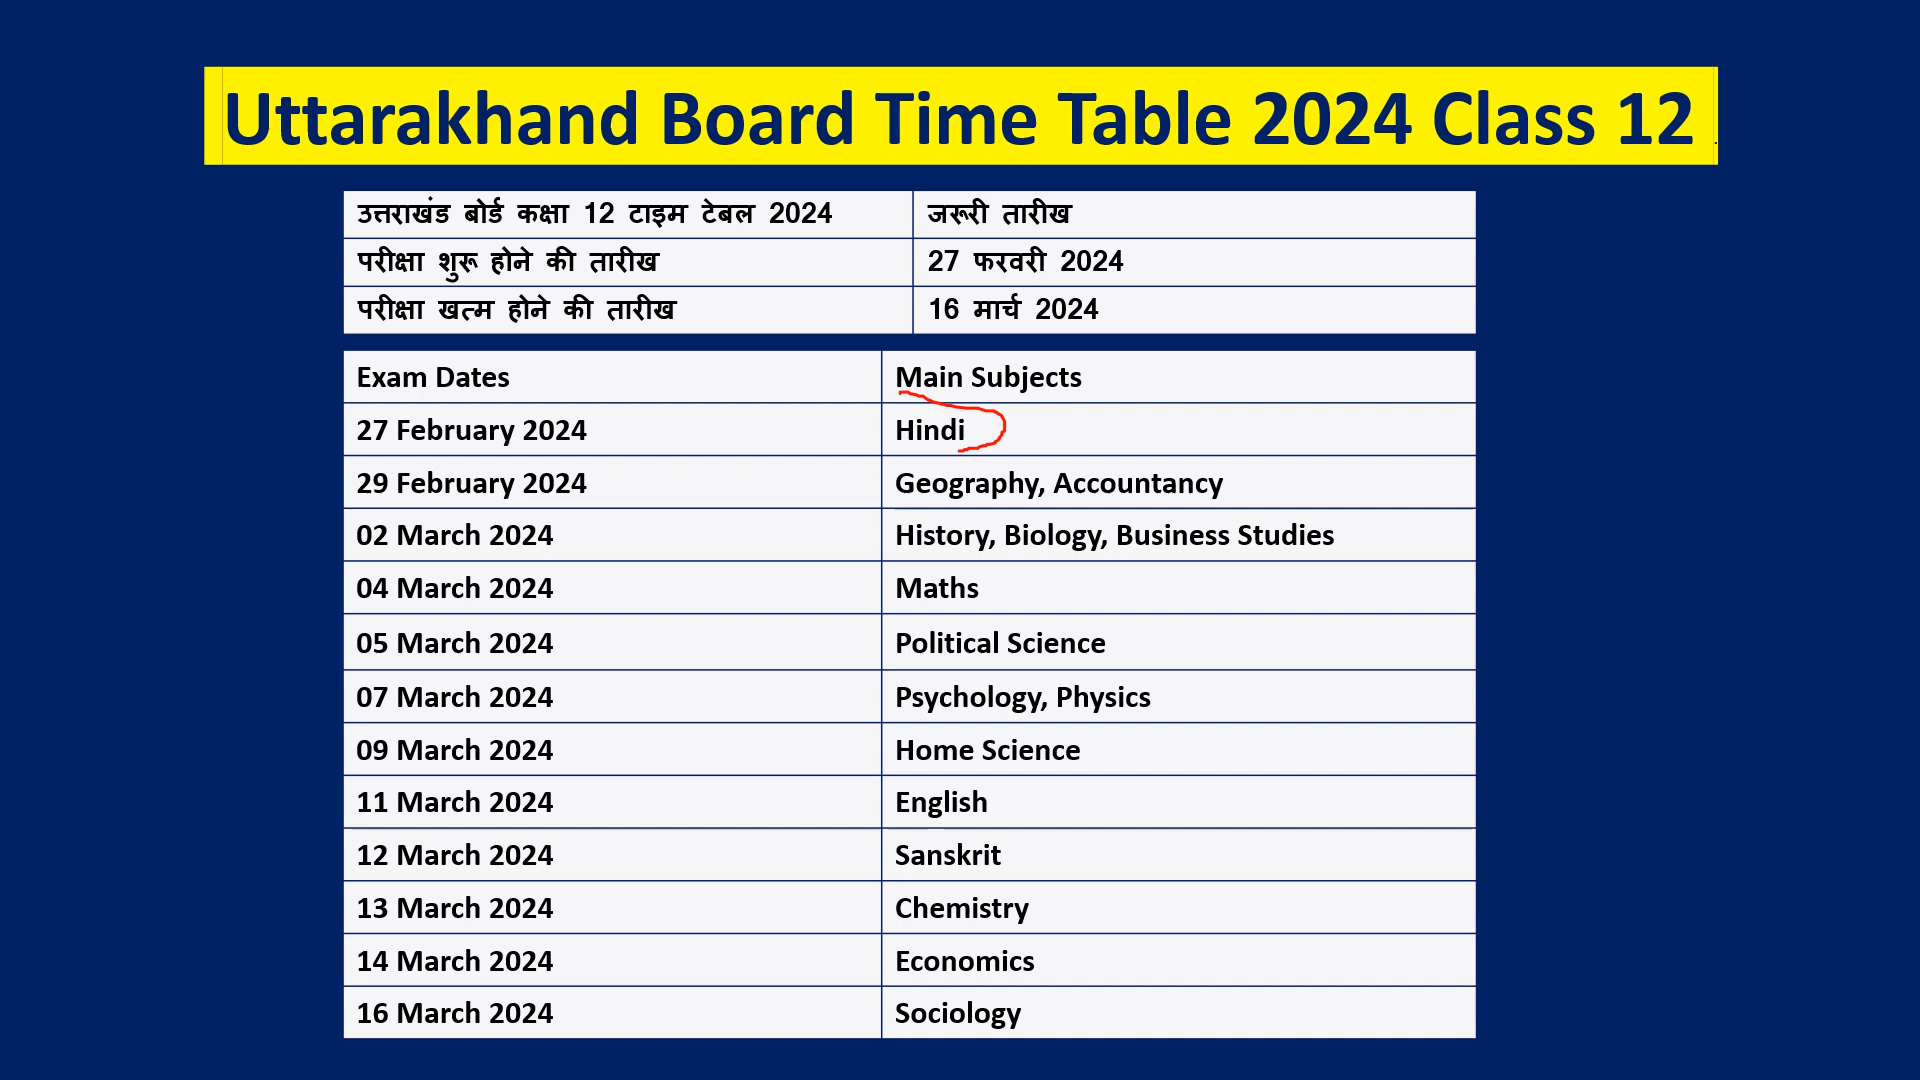 Uttarakhand Board Time Table 2024 Class 12
उत्तराखंड बोर्ड कक्षा 12 टाइम टेबल 2024 जरूरी तारीख
परीक्षा शुरू होने की तारीख 27 फरवरी 2024
परीक्षा खत्म होने की तारीख 16 मार्च 2024
Exam Dates Main Subjects
27 February 2024 Hindi
29 February 2024 Geography, Accountancy
02 March 2024 History, Biology, Business Studies
04 March 2024 Maths
05 March 2024 Political Science
07 March 2024 Psychology, Physics
09 March 2024 Home Science
11 March 2024 English
12 March 2024 Sanskrit
13 March 2024 Chemistry
14 March 2024 Economics
16 March 2024 Sociology